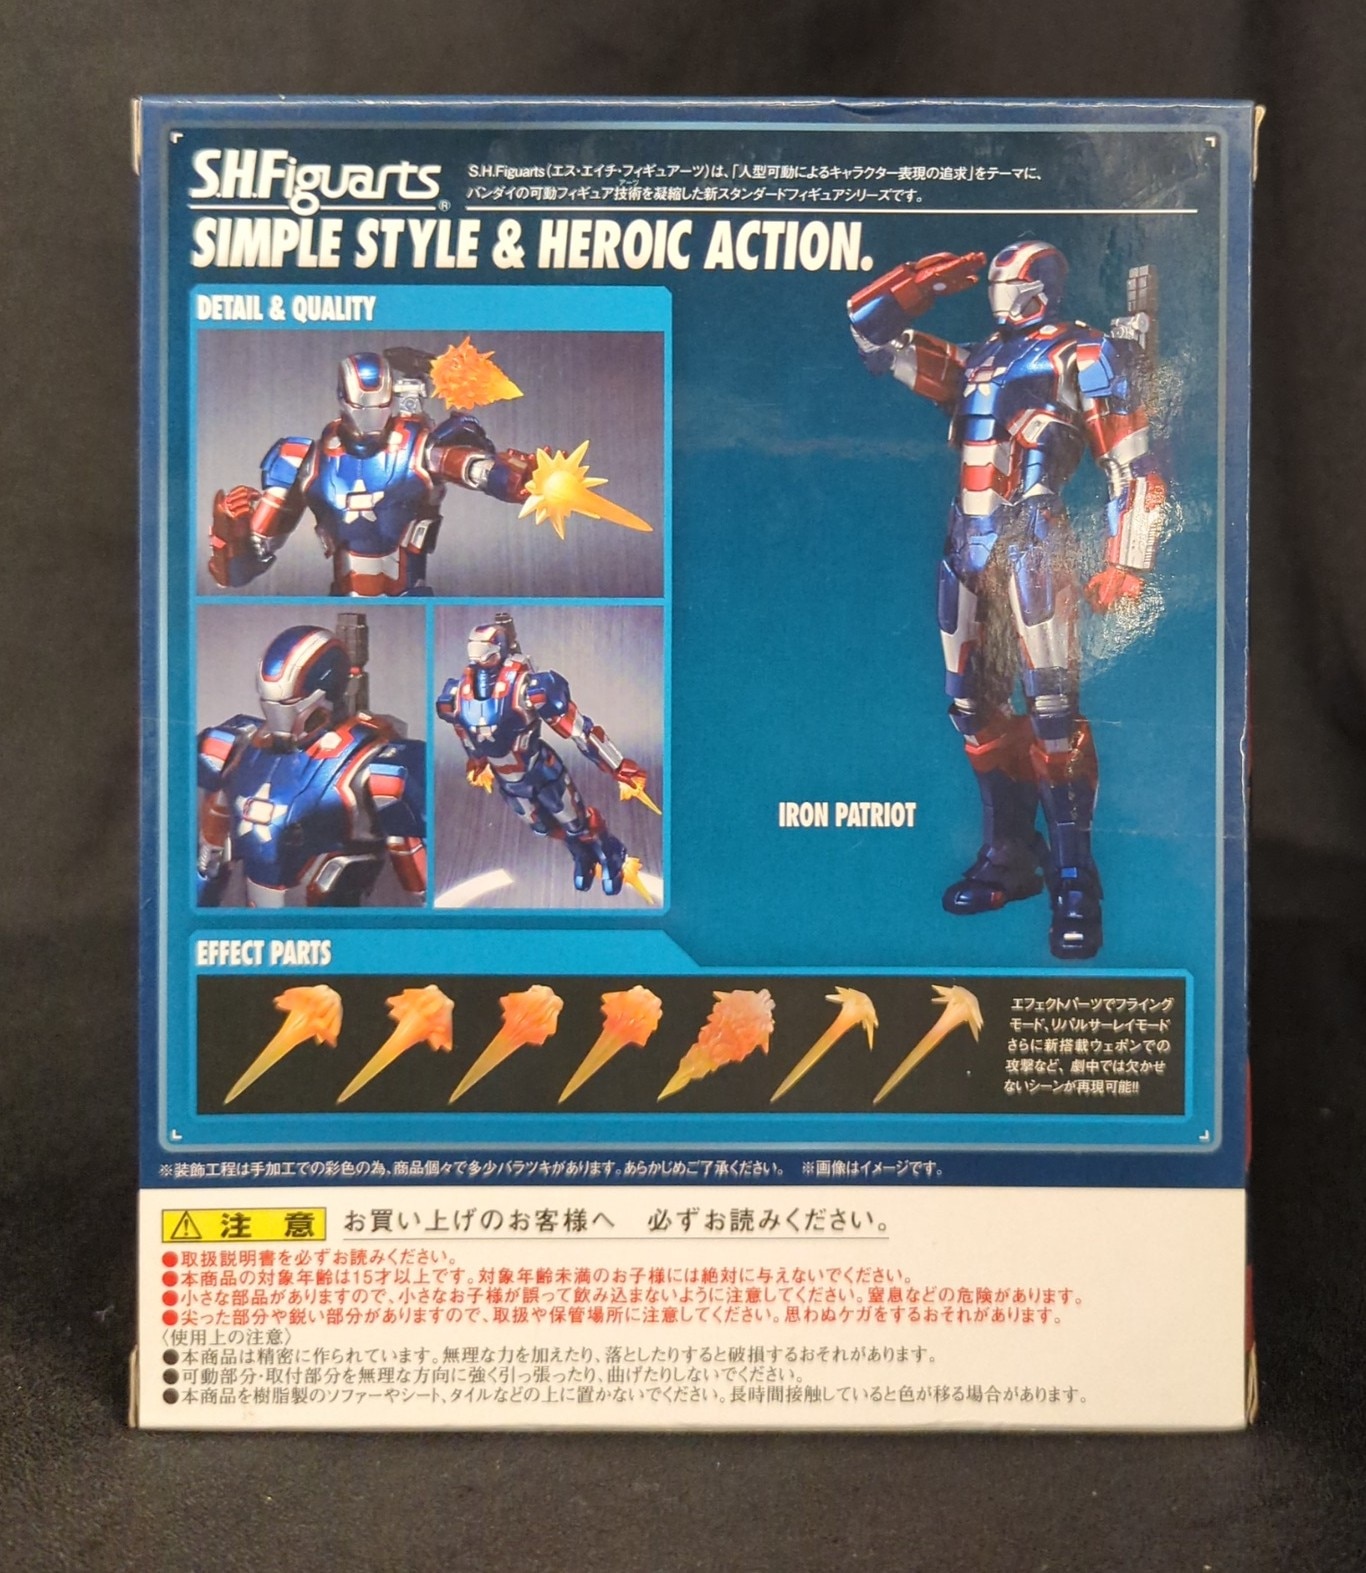 S.H.Figuarts®
S.H.Figuarts(エス・エイチ・フィギュアーツ)は、「人型可動によるキャラクター表現の追求」をテーマに、
バンダイの可動フィギュア技術を凝縮した新スタンダードフィギュアシリーズです。
SIMPLE STYLE & HEROIC ACTION.
DETAIL & QUALITY
IRON PATRIOT
EFFECT PARTS
エフェクトパーツでフライング
モード、リパルサーレイモード
さらに新搭載ウェポンでの
攻撃など、劇中では欠かせ
ないシーンが再現可能!!
※装飾工程は手加工での彩色の為、商品個々で多少バラツキがあります。あらかじめご了承ください。 ※画像はイメージです。
注意 お買い上げのお客様へ 必ずお読みください。
●取扱説明書を必ずお読みください。
●本商品の対象年齢は15才以上です。対象年齢未満のお子様には絶対に与えないでください。
●小さな部品がありますので、小さなお子様が誤って飲み込まないように注意してください。窒息などの危険があります。
●尖った部分や鋭い部分がありますので、取扱や保管場所に注意してください。思わぬケガをするおそれがあります。
〈使用上の注意〉
●本商品は精密に作られています。無理な力を加えたり、落としたりすると破損するおそれがあります。
●可動部分・取付部分を無理な方向に強く引っ張ったり、曲げたりしないでください。
●本商品を樹脂製のソファーやシート、タイルなどの上に置かないでください。長時間接触していると色が移る場合があります。